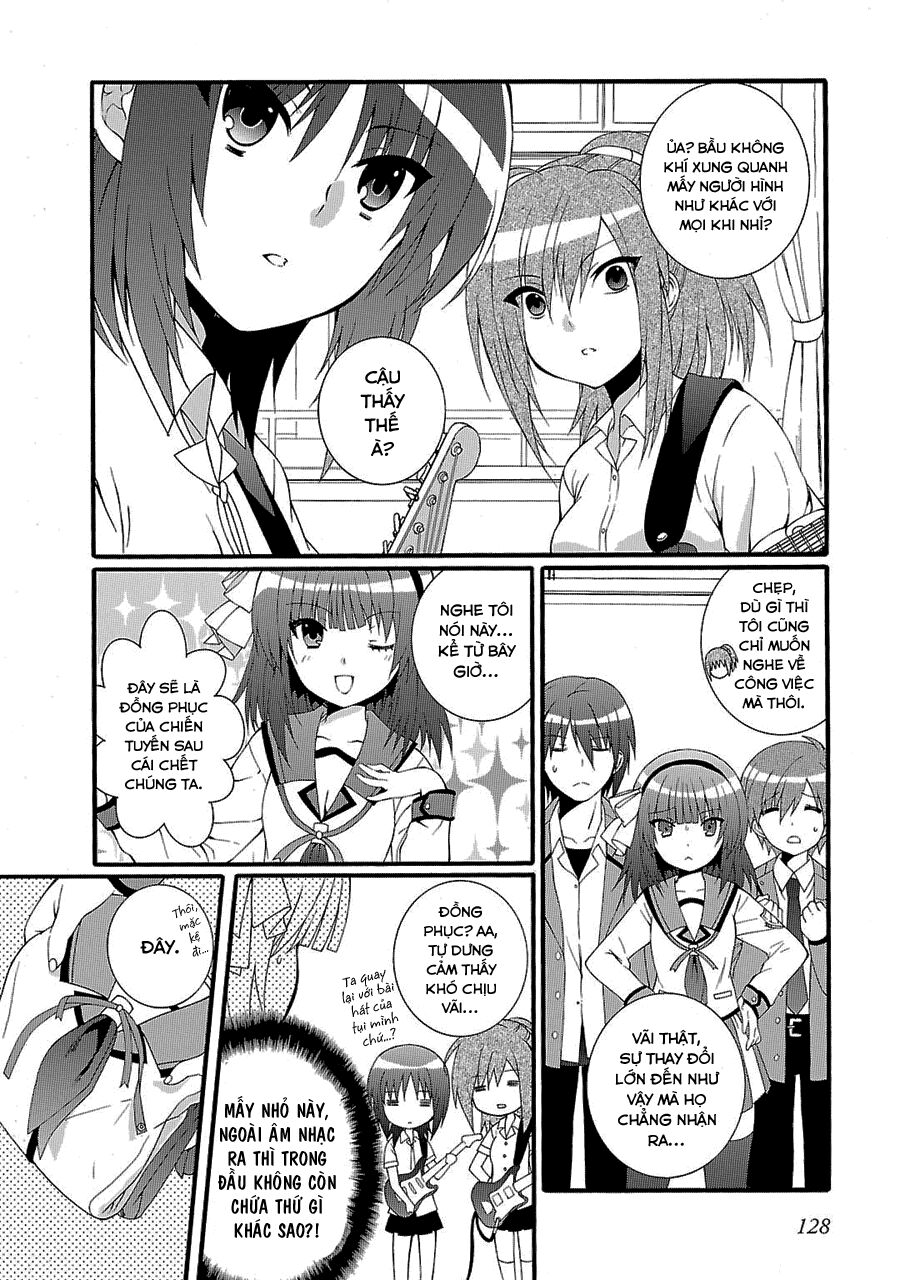 ỦA? BẦU KHÔNG
KHÍ XUNG QUANH
MẤY NGƯỜI HÌNH
NHƯ KHÁC VỚI
MỌI KHI NHỈ?
CẬU
THẤY
THẾ
À?
CHẸP,
DÙ GÌ THÌ
TÔI CŨNG
CHỈ MUỐN
NGHE VỀ
CÔNG VIỆC
MÀ THÔI.
VÃI THẬT,
SỰ THAY ĐỔI
LỚN ĐẾN NHƯ
VẬY MÀ HỌ
CHẲNG NHẬN
RA...
NGHE TÔI
NÓI NÀY...
KỂ TỪ BÂY
GIỜ...
ĐÂY SẼ LÀ
ĐỒNG PHỤC
CỦA CHIẾN
TUYẾN SAU
CÁI CHẾT
CHÚNG TA.
ĐỒNG
PHỤC? AA,
TỰ DƯNG
CẢM THẤY
KHÓ CHỊU
VÃI...
Ta quay
lại với bài
hát của
tụi mình
chứ...?
MẤY NHỎ NÀY,
NGOÀI ÂM NHẠC
RA THÌ TRONG
ĐẦU KHÔNG CÒN
CHỨA THỨ GÌ
KHÁC SAO?!
Thôi,
mặc
kệ
đi...
ĐÂY.
128